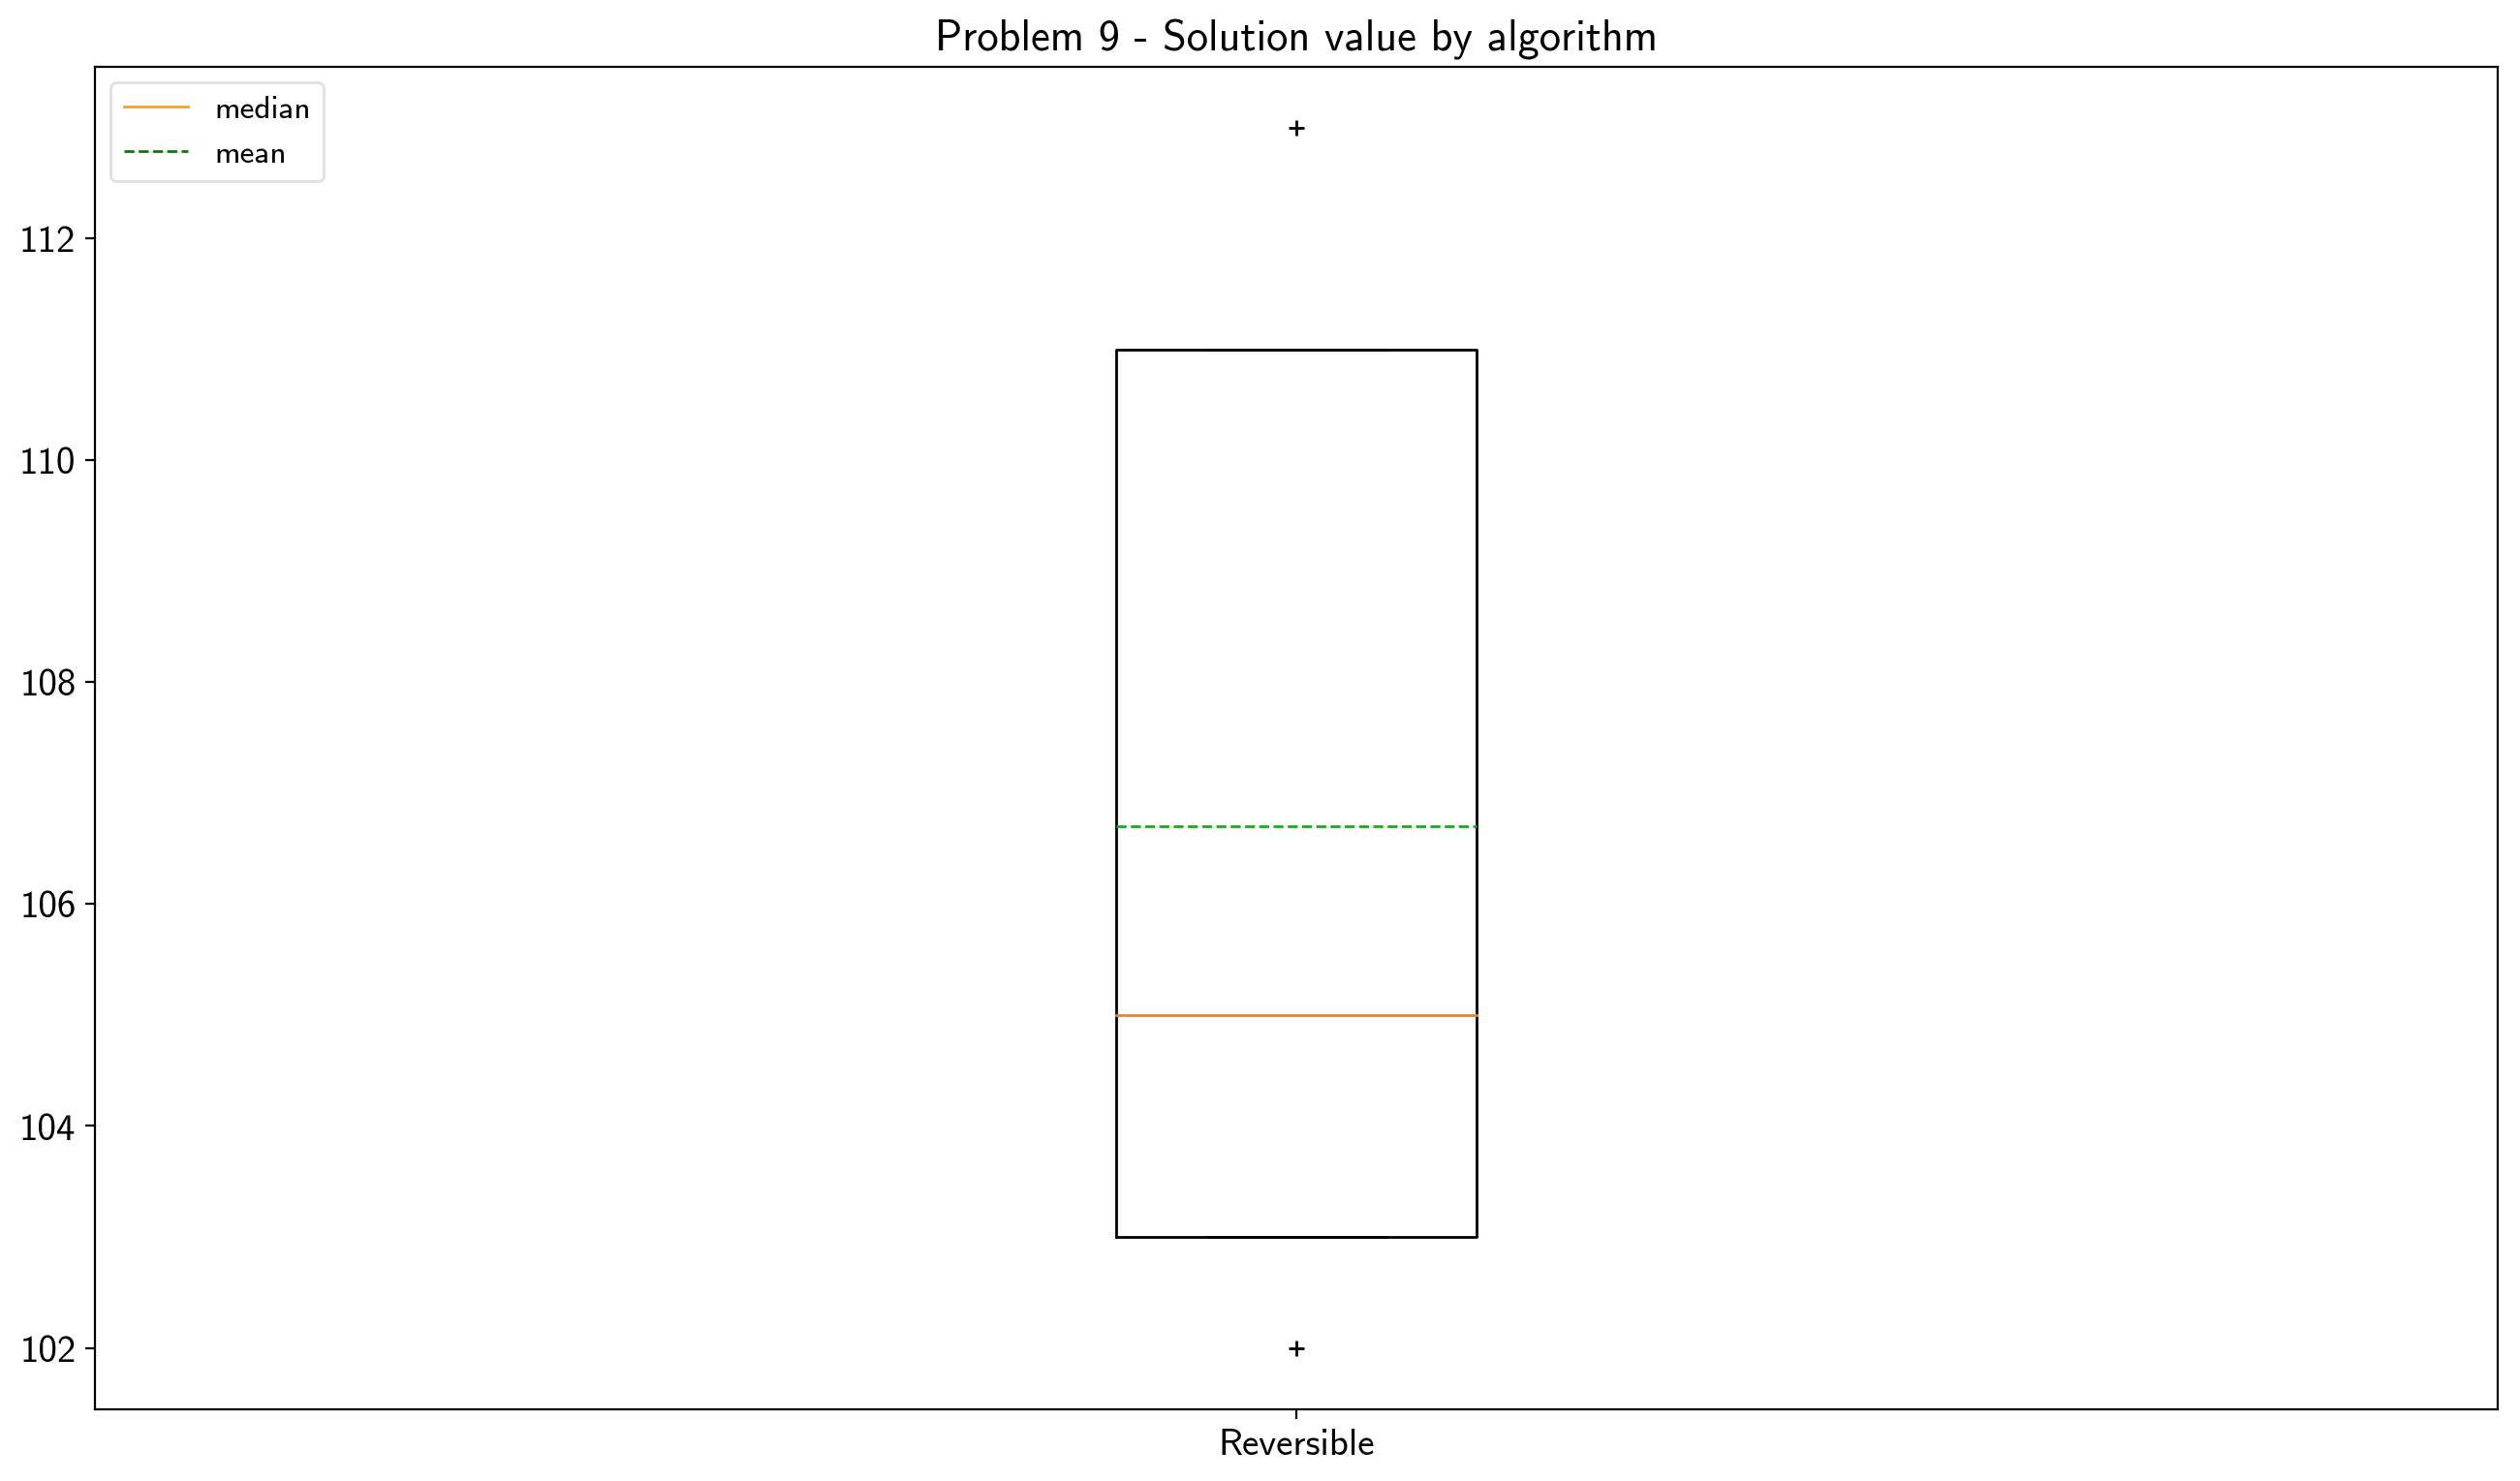 Problem 9 - Solution value by algorithm
median
mean
112
110
108
106
104
102
Reversible